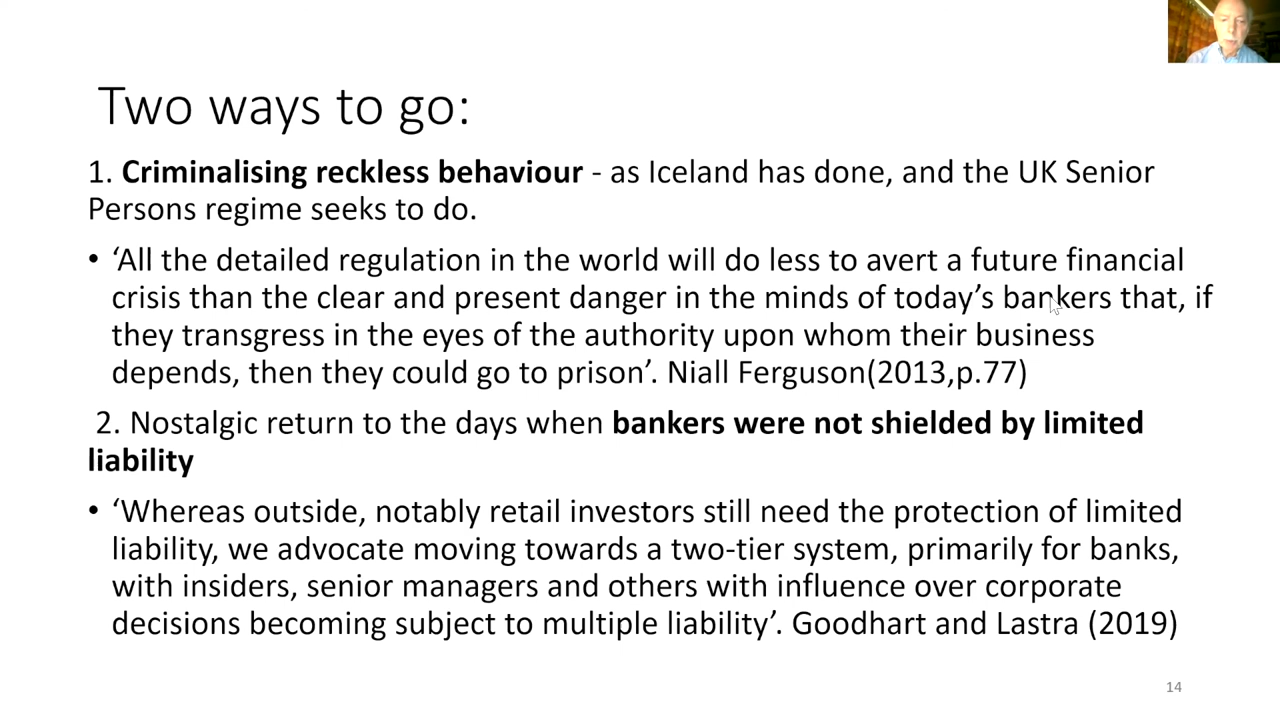 Two ways to go:
1. Criminalising reckless behaviour - as Iceland has done, and the UK Senior
Persons regime seeks to do.
• ‘All the detailed regulation in the world will do less to avert a future financial
crisis than the clear and present danger in the minds of today’s bankers that, if
they transgress in the eyes of the authority upon whom their business
depends, then they could go to prison’. Niall Ferguson(2013,p.77)
2. Nostalgic return to the days when bankers were not shielded by limited
liability
• ‘Whereas outside, notably retail investors still need the protection of limited
liability, we advocate moving towards a two-tier system, primarily for banks,
with insiders, senior managers and others with influence over corporate
decisions becoming subject to multiple liability’. Goodhart and Lastra (2019)
14